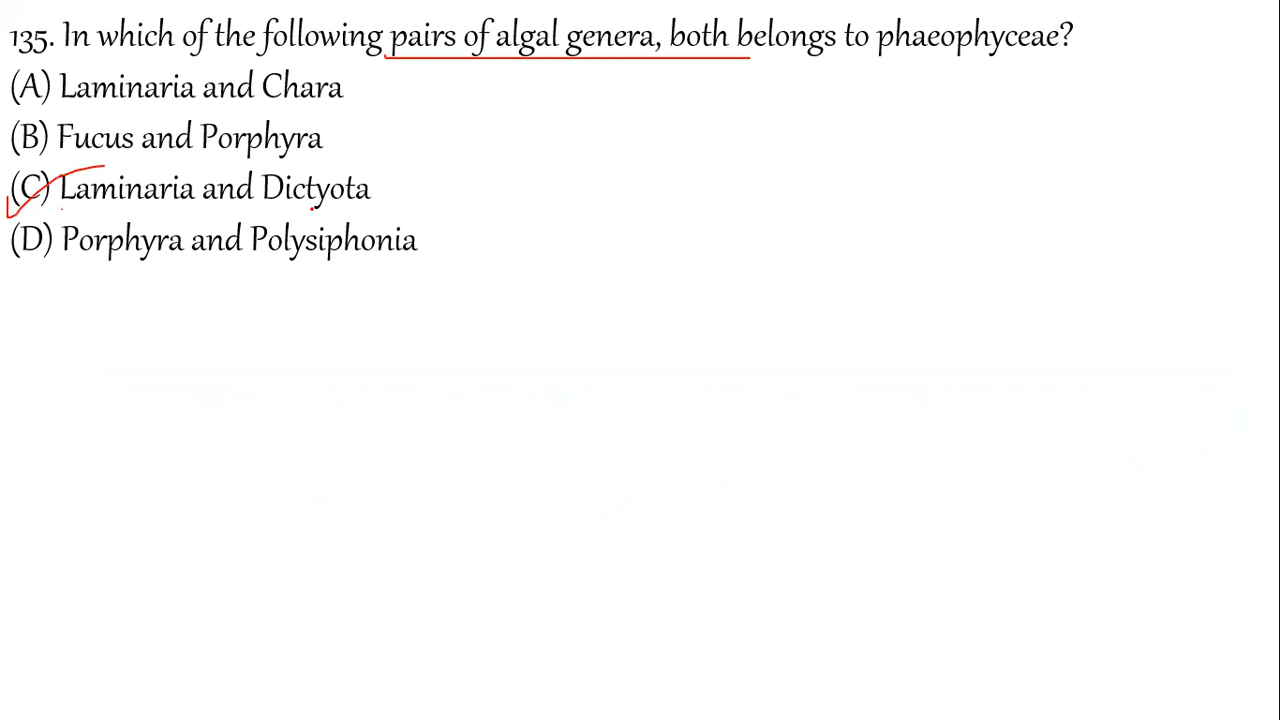 135. In which of the following pairs of algal genera, both belongs to phaeophyceae?
(A) Laminaria and Chara
(B) Fucus and Porphyra
(C) Laminaria and Dictyota
(D) Porphyra and Polysiphonia